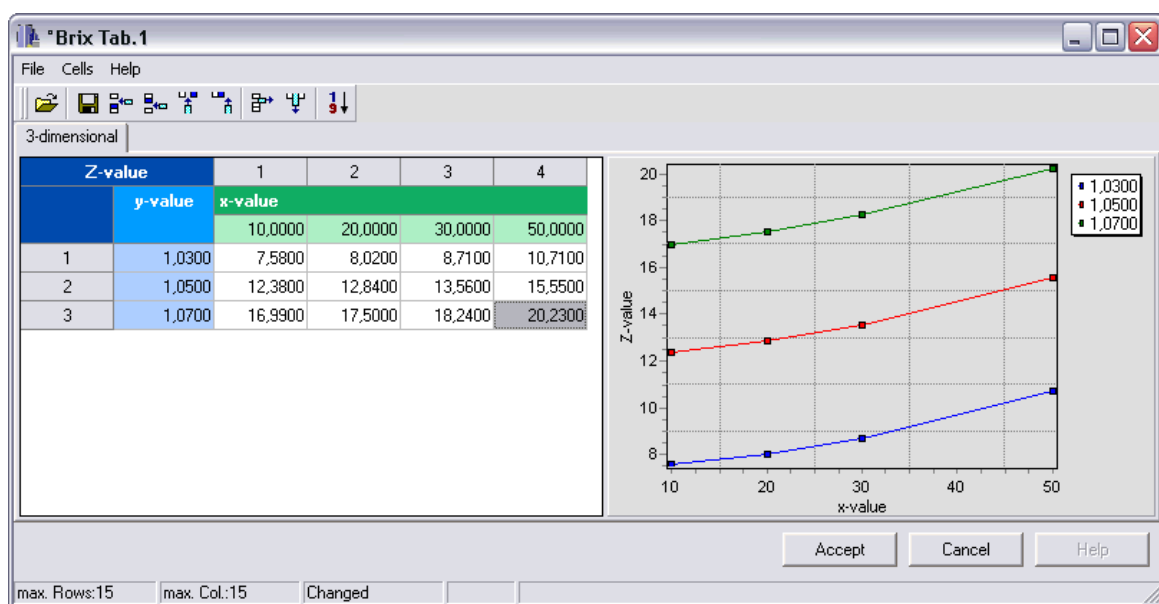 *Brix Tab.1
File Cells Help
3-dimensional
Z-value 1 2 3 4
y-value x-value
10,0000 20,0000 30,0000 50,0000
1 1,0300 7,5800 8,0200 8,7100 10,7100
2 1,0500 12,3800 12,8400 13,5600 15,5500
3 1,0700 16,9900 17,5000 18,2400 20,2300
20
18
16
14
12
10
8
Z-value
10 20 30 40 50
x-value
1,0300
1,0500
1,0700
Accept Cancel Help
max. Rows:15 max. Col.:15 Changed